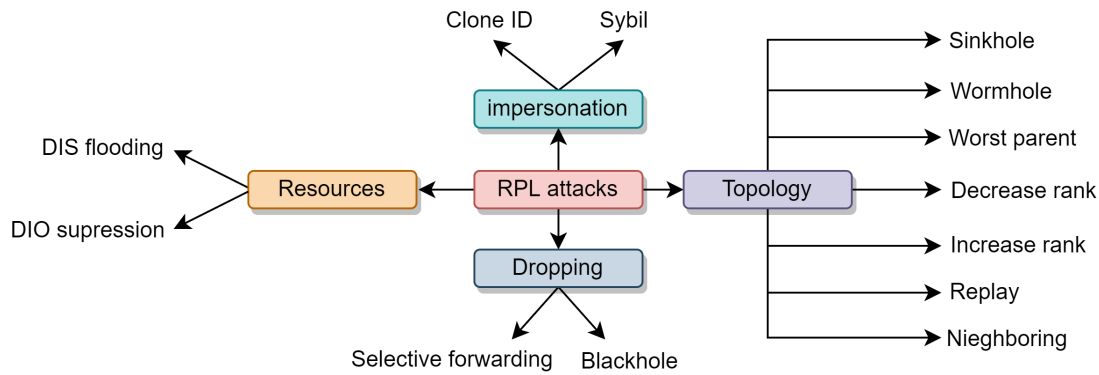 Clone ID
Sybil
Sinkhole
impersonation
Wormhole
Worst parent
DIS flooding
Resources
RPL attacks
Topology
Decrease rank
DIO supression
Increase rank
Dropping
Replay
Nieghboring
Selective forwarding
Blackhole